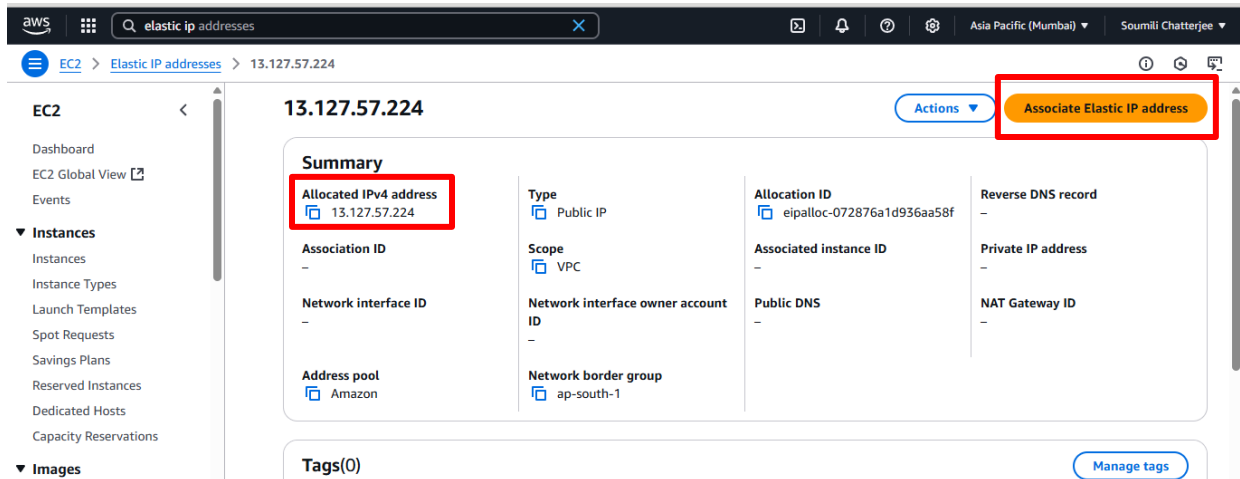 aws
elastic ip addresses
Asia Pacific (Mumbai) ▼
Soumili Chatterjee ▼
EC2 > Elastic IP addresses > 13.127.57.224
EC2
Dashboard
EC2 Global View
Events
▼ Instances
Instances
Instance Types
Launch Templates
Spot Requests
Savings Plans
Reserved Instances
Dedicated Hosts
Capacity Reservations
▼ Images
13.127.57.224
Actions ▼
Associate Elastic IP address
Summary
Allocated IPv4 address
13.127.57.224
Type
Public IP
Allocation ID
eipalloc-072876a1d936aa58f
Reverse DNS record
–
Association ID
–
Scope
VPC
Associated instance ID
–
Private IP address
–
Network interface ID
–
Network interface owner account
ID
–
Public DNS
–
NAT Gateway ID
–
Address pool
Amazon
Network border group
ap-south-1
Tags(0)
Manage tags